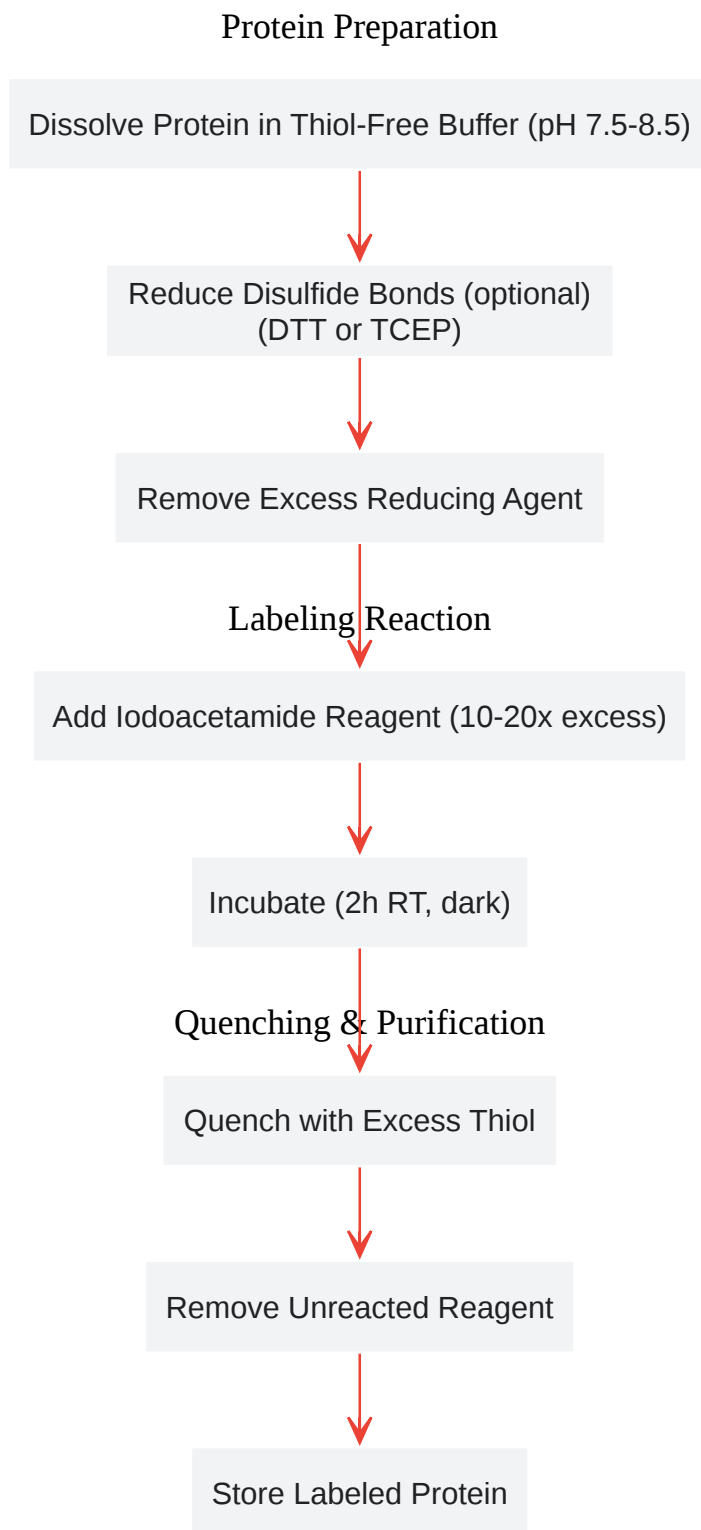 Protein Preparation
Dissolve Protein in Thiol-Free Buffer (pH 7.5-8.5)
Reduce Disulfide Bonds (optional)
(DTT or TCEP)
Remove Excess Reducing Agent
Labeling Reaction
Add Iodoacetamide Reagent (10-20x excess)
Incubate (2h RT, dark)
Quenching & Purification
Quench with Excess Thiol
Remove Unreacted Reagent
Store Labeled Protein